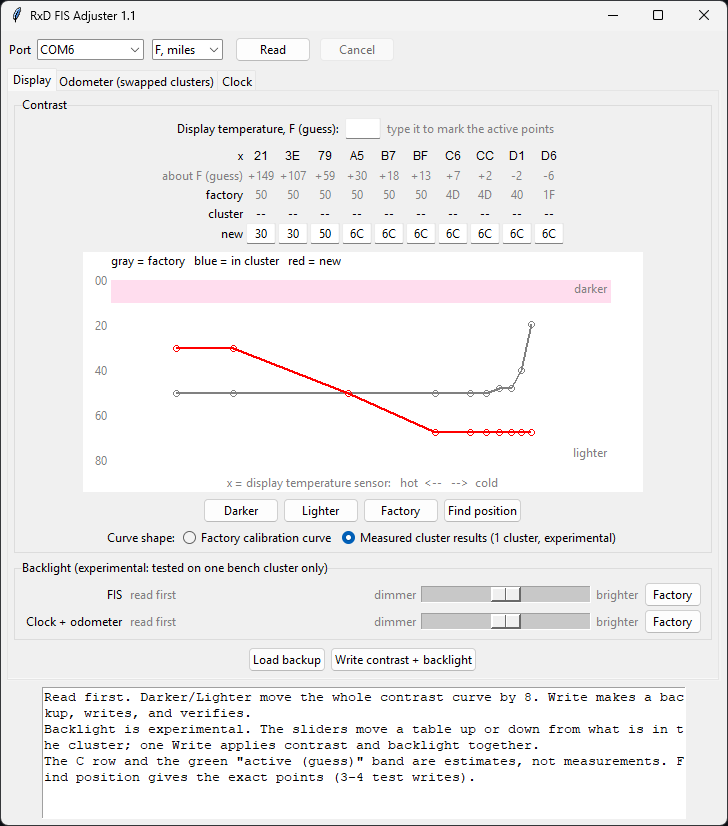 RxD FIS Adjuster 1.1
Port COM6 F, miles Read Cancel
Display Odometer (swapped clusters) Clock
Contrast
Display temperature, F (guess): type it to mark the active points
x 21 3E 79 A5 B7 BF C6 CC D1 D6
about F (guess) +149 +107 +59 +30 +18 +13 +7 +2 -2 -6
factory 50 50 50 50 50 50 4D 4D 40 1F
cluster -- -- -- -- -- -- -- -- -- --
new 30 30 50 6C 6C 6C 6C 6C 6C 6C
gray = factory blue = in cluster red = new
00 darker
20
40
60
lighter
80
x = display temperature sensor: hot <-- --> cold
Darker Lighter Factory Find position
Curve shape: Factory calibration curve Measured cluster results (1 cluster, experimental)
Backlight (experimental: tested on one bench cluster only)
FIS read first dimmer brighter Factory
Clock + odometer read first dimmer brighter Factory
Load backup Write contrast + backlight
Read first. Darker/Lighter move the whole contrast curve by 8. Write makes a bac
kup, writes, and verifies.
Backlight is experimental. The sliders move a table up or down from what is in t
he cluster; one Write applies contrast and backlight together.
The C row and the green "active (guess)" band are estimates, not measurements. F
ind position gives the exact points (3-4 test writes).